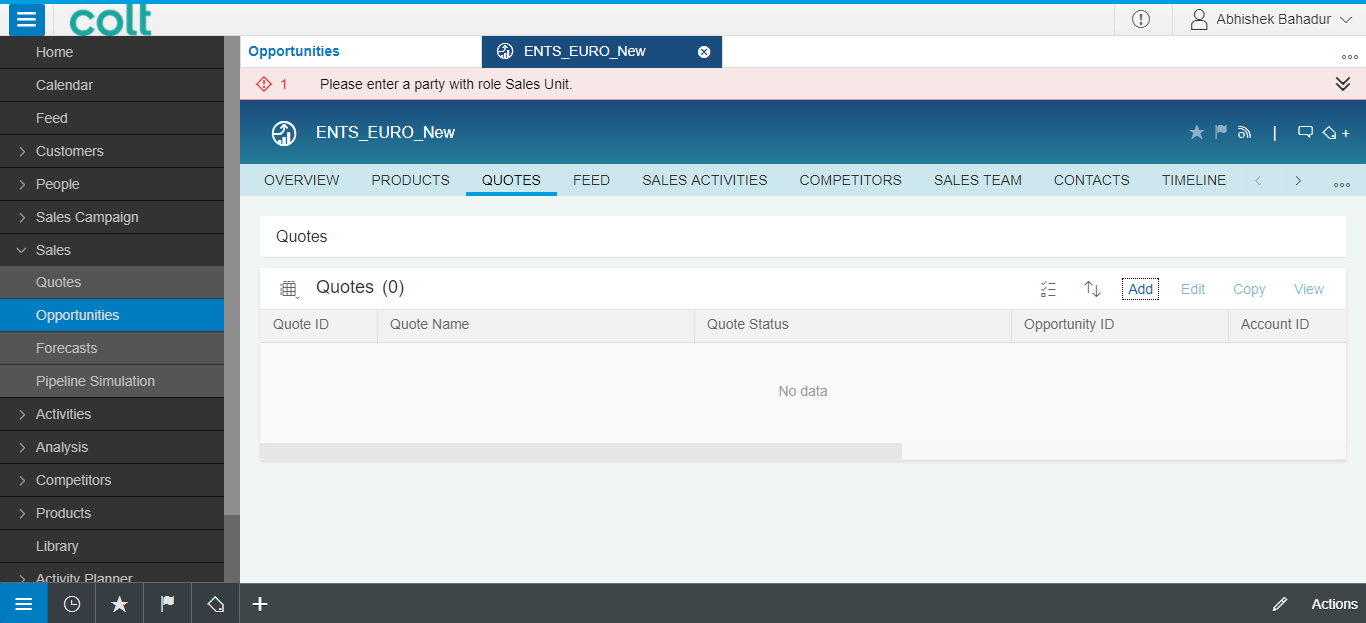 colt
Abhishek Bahadur
Home
Calendar
Feed
Customers
People
Sales Campaign
Sales
Quotes
Opportunities
Forecasts
Pipeline Simulation
Activities
Analysis
Competitors
Products
Library
Activity Planner
Opportunities ENTS_EURO_New
1 Please enter a party with role Sales Unit.
ENTS_EURO_New
OVERVIEW PRODUCTS QUOTES FEED SALES ACTIVITIES COMPETITORS SALES TEAM CONTACTS TIMELINE
Quotes
Quotes (0) Add Edit Copy View
Quote ID Quote Name Quote Status Opportunity ID Account ID
No data
Actions